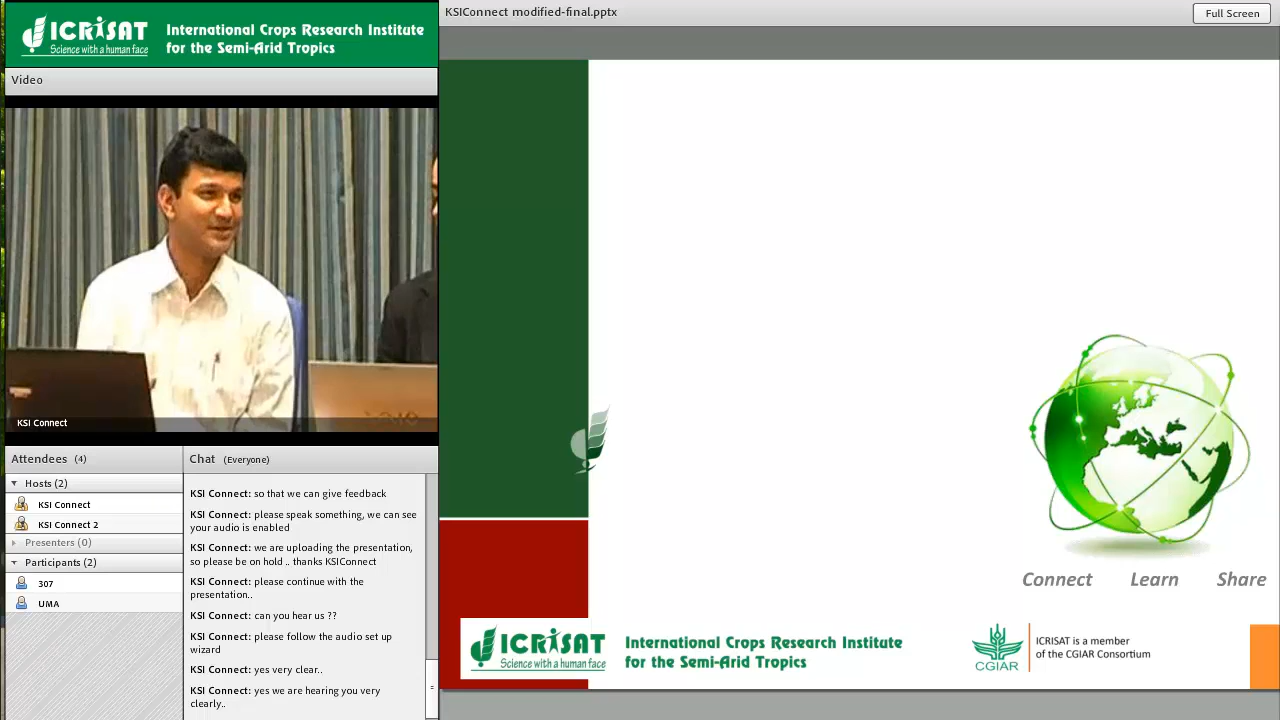 ICRISAT
Science with a human face
International Crops Research Institute
for the Semi-Arid Tropics
Video
KSI Connect
Attendees (4)
Hosts (2)
KSI Connect
KSI Connect 2
Presenters (0)
Participants (2)
307
UMA
Chat (Everyone)
KSI Connect: so that we can give feedback
KSI Connect: please speak something, we can see
your audio is enabled
KSI Connect: we are uploading the presentation,
so please be on hold .. thanks KSIConnect
KSI Connect: please continue with the
presentation..
KSI Connect: can you hear us ??
KSI Connect: please follow the audio set up
wizard
KSI Connect: yes very clear..
KSI Connect: yes we are hearing you very
clearly..
KSIConnect modified-final.pptx
Full Screen
Connect Learn Share
ICRISAT
Science with a human face
International Crops Research Institute
for the Semi-Arid Tropics
CGIAR
ICRISAT is a member
of the CGIAR Consortium